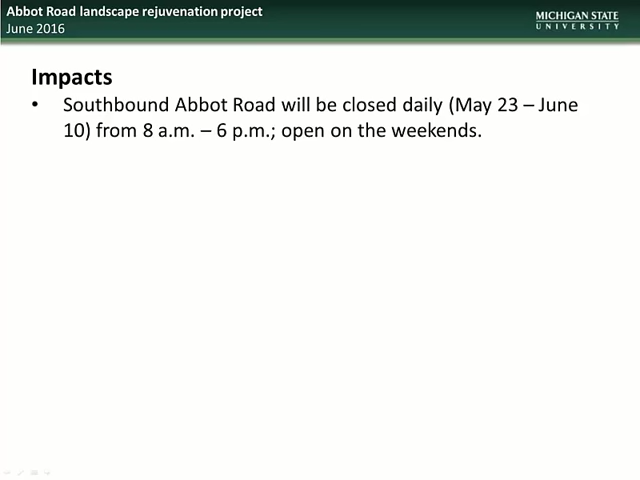 Abbot Road landscape rejuvenation project
June 2016
MICHIGAN STATE
UNIVERSITY
Impacts
• Southbound Abbot Road will be closed daily (May 23 – June
10) from 8 a.m. – 6 p.m.; open on the weekends.